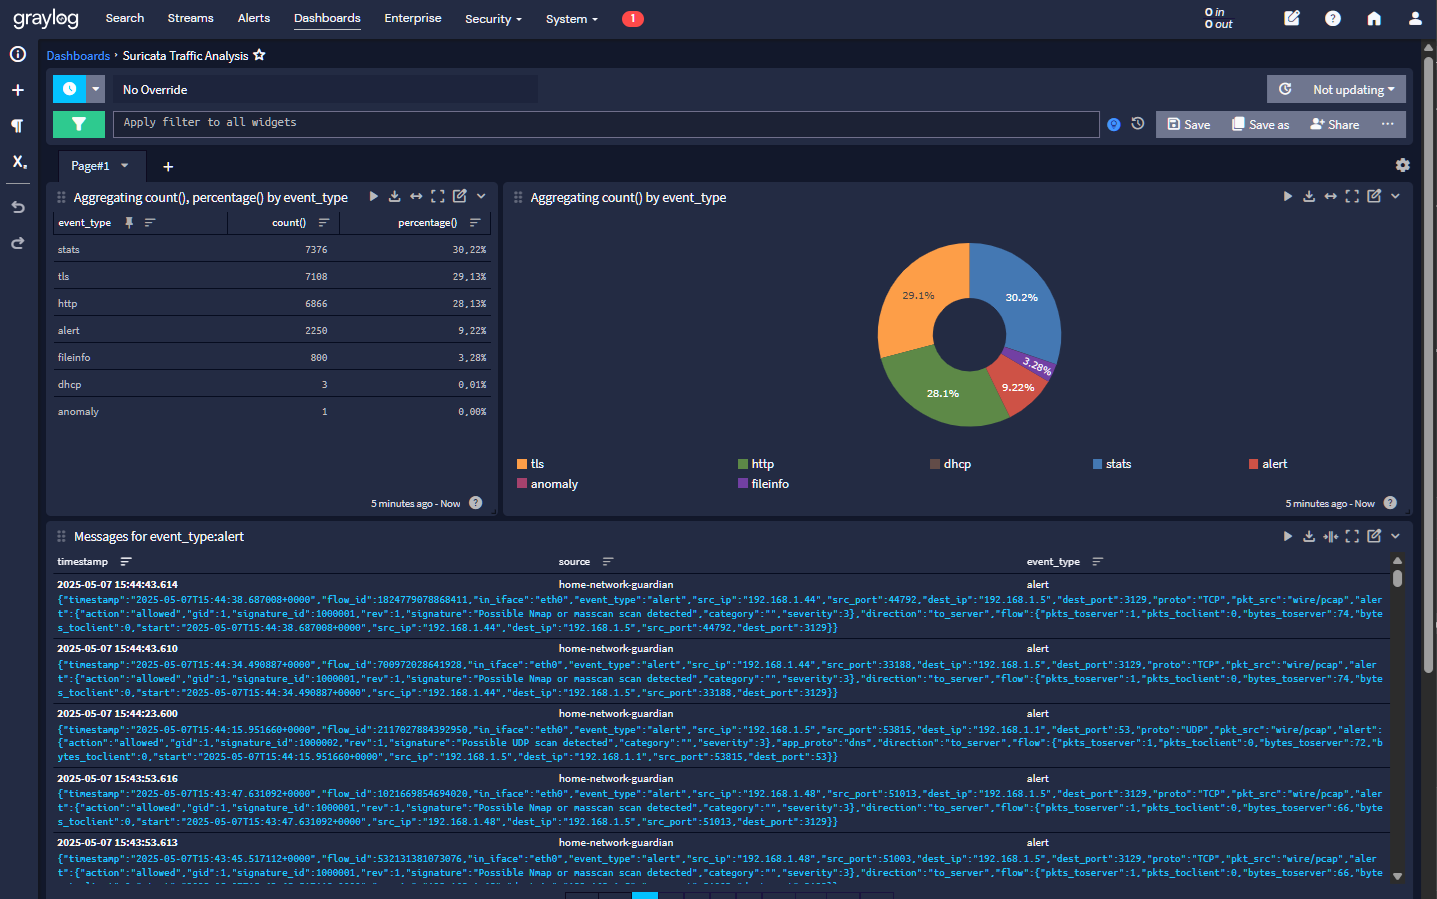 graylog Search Streams Alerts Dashboards Enterprise Security System 1 0 in
0 out
Dashboards › Suricata Traffic Analysis
No Override Not updating
Apply filter to all widgets Save Save as Share ...
Page#1 +
Aggregating count(), percentage() by event_type
event_type count() percentage()
stats 7376 30,22%
tls 7108 29,13%
http 6866 28,13%
alert 2250 9,22%
fileinfo 800 3,28%
dhcp 3 0,01%
anomaly 1 0,00%
5 minutes ago - Now ?
Aggregating count() by event_type
29.1% 30.2%
3.28%
9.22%
28.1%
tls http dhcp stats alert
anomaly fileinfo
5 minutes ago - Now ?
Messages for event_type:alert
timestamp source event_type
2025-05-07 15:44:43.614 home-network-guardian alert
{"timestamp":"2025-05-07T15:44:38.687008+0000","flow_id":1824779078868411,"in_iface":"eth0","event_type":"alert","src_ip":"192.168.1.44","src_port":44792,"dest_ip":"192.168.1.5","dest_port":3129,"proto":"TCP","pkt_src":"wire/pcap","aler
t":{"action":"allowed","gid":1,"signature_id":1000001,"rev":1,"signature":"Possible Nmap or masscan scan detected","category":"","severity":3},"direction":"to_server","flow":{"pkts_toserver":1,"pkts_toclient":0,"bytes_toserver":74,"byte
s_toclient":0,"start":"2025-05-07T15:44:38.687008+0000","src_ip":"192.168.1.44","dest_ip":"192.168.1.5","src_port":44792,"dest_port":3129}}
2025-05-07 15:44:43.610 home-network-guardian alert
{"timestamp":"2025-05-07T15:44:34.490887+0000","flow_id":700972028641928,"in_iface":"eth0","event_type":"alert","src_ip":"192.168.1.44","src_port":33188,"dest_ip":"192.168.1.5","dest_port":3129,"proto":"TCP","pkt_src":"wire/pcap","aler
t":{"action":"allowed","gid":1,"signature_id":1000001,"rev":1,"signature":"Possible Nmap or masscan scan detected","category":"","severity":3},"direction":"to_server","flow":{"pkts_toserver":1,"pkts_toclient":0,"bytes_toserver":74,"byte
s_toclient":0,"start":"2025-05-07T15:44:34.490887+0000","src_ip":"192.168.1.44","dest_ip":"192.168.1.5","src_port":33188,"dest_port":3129}}
2025-05-07 15:44:23.600 home-network-guardian alert
{"timestamp":"2025-05-07T15:44:15.951660+0000","flow_id":2117027884392950,"in_iface":"eth0","event_type":"alert","src_ip":"192.168.1.5","src_port":53815,"dest_ip":"192.168.1.1","dest_port":53,"proto":"UDP","pkt_src":"wire/pcap","alert":
{"action":"allowed","gid":1,"signature_id":1000002,"rev":1,"signature":"Possible UDP scan detected","category":"","severity":3},"app_proto":"dns","direction":"to_server","flow":{"pkts_toserver":1,"pkts_toclient":0,"bytes_toserver":72,"b
ytes_toclient":0,"start":"2025-05-07T15:44:15.951660+0000","src_ip":"192.168.1.5","dest_ip":"192.168.1.1","src_port":53815,"dest_port":53}}
2025-05-07 15:43:53.616 home-network-guardian alert
{"timestamp":"2025-05-07T15:43:47.631092+0000","flow_id":1021669854694020,"in_iface":"eth0","event_type":"alert","src_ip":"192.168.1.48","src_port":51013,"dest_ip":"192.168.1.5","dest_port":3129,"proto":"TCP","pkt_src":"wire/pcap","aler
t":{"action":"allowed","gid":1,"signature_id":1000001,"rev":1,"signature":"Possible Nmap or masscan scan detected","category":"","severity":3},"direction":"to_server","flow":{"pkts_toserver":1,"pkts_toclient":0,"bytes_toserver":66,"byte
s_toclient":0,"start":"2025-05-07T15:43:47.631092+0000","src_ip":"192.168.1.48","dest_ip":"192.168.1.5","src_port":51013,"dest_port":3129}}
2025-05-07 15:43:53.613 home-network-guardian alert
{"timestamp":"2025-05-07T15:43:45.517112+0000","flow_id":532131381073076,"in_iface":"eth0","event_type":"alert","src_ip":"192.168.1.48","src_port":51003,"dest_ip":"192.168.1.5","dest_port":3129,"proto":"TCP","pkt_src":"wire/pcap","aler
t":{"action":"allowed","gid":1,"signature_id":1000001,"rev":1,"signature":"Possible Nmap or masscan scan detected","category":"","severity":3},"direction":"to_server","flow":{"pkts_toserver":1,"pkts_toclient":0,"bytes_toserver":66,"byte